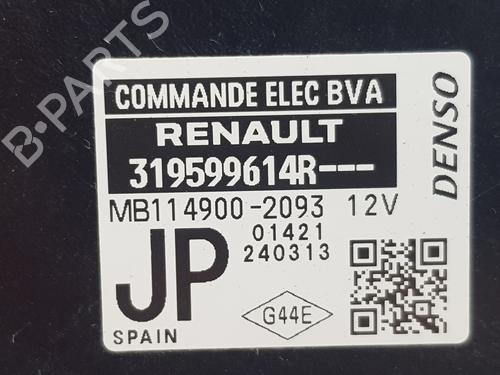 COMMANDE ELEC BVA
RENAULT
319599614R---
MB114900-2093 12V
JP
01421
240313
SPAIN
G44E
DENSO
B-PARTS